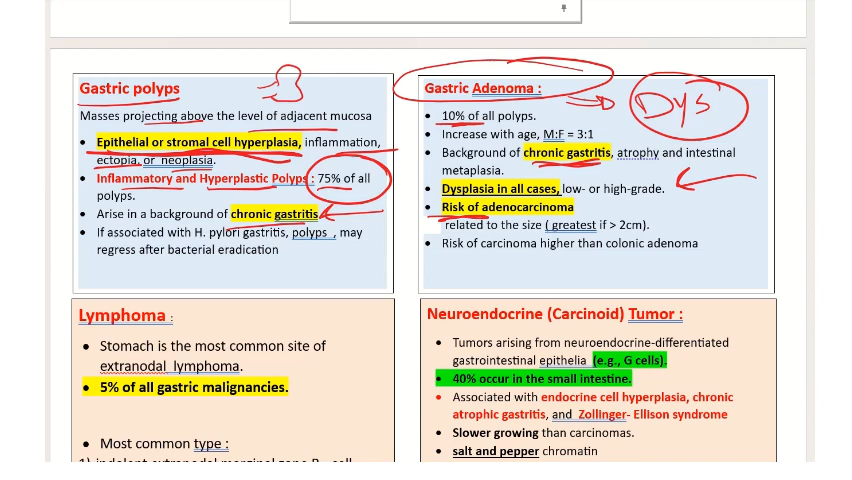 Gastric polyps
Masses projecting above the level of adjacent mucosa
• Epithelial or stromal cell hyperplasia, inflammation,
ectopia, or neoplasia.
• Inflammatory and Hyperplastic Polyps : 75% of all
polyps.
• Arise in a background of chronic gastritis
• If associated with H. pylori gastritis, polyps , may
regress after bacterial eradication
Gastric Adenoma :
DYS
• 10% of all polyps.
• Increase with age, M:F = 3:1
• Background of chronic gastritis, atrophy and intestinal
metaplasia.
• Dysplasia in all cases, low- or high-grade.
• Risk of adenocarcinoma
related to the size ( greatest if > 2cm).
• Risk of carcinoma higher than colonic adenoma
Lymphoma :
• Stomach is the most common site of
extranodal lymphoma.
• 5% of all gastric malignancies.
• Most common type :
Neuroendocrine (Carcinoid) Tumor :
• Tumors arising from neuroendocrine-differentiated
gastrointestinal epithelia (e.g., G cells).
• 40% occur in the small intestine.
• Associated with endocrine cell hyperplasia, chronic
atrophic gastritis, and Zollinger- Ellison syndrome
• Slower growing than carcinomas.
• salt and pepper chromatin